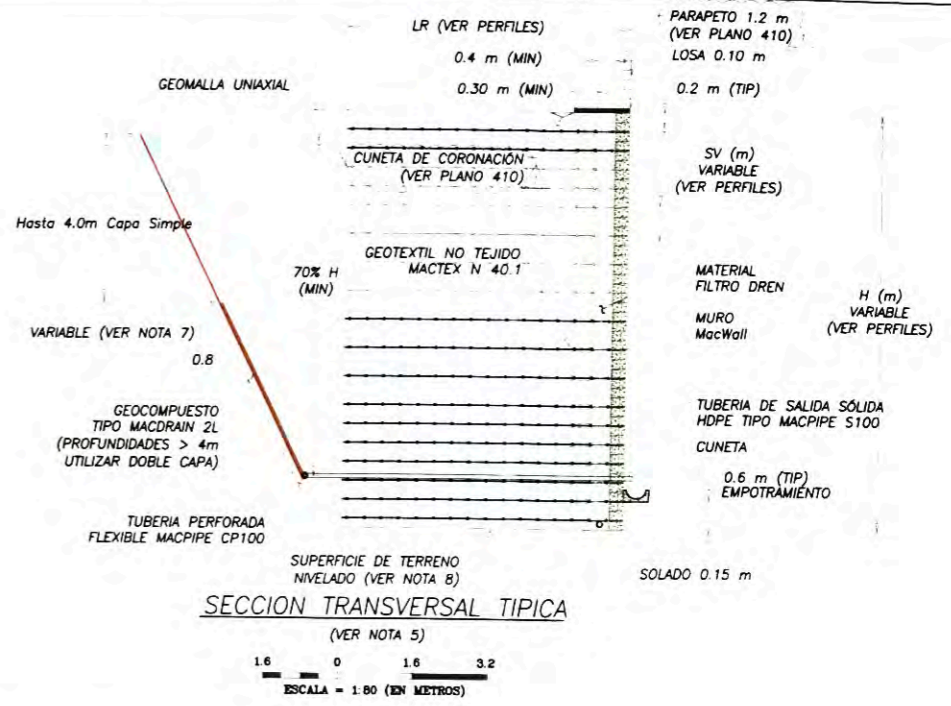 LR (VER PERFILES)
0.4 m (MIN)
0.30 m (MIN)
PARAPETO 1.2 m
(VER PLANO 410)
LOSA 0.10 m
0.2 m (TIP)
GEOMALLA UNIAXIAL
CUNETA DE CORONACIÓN
(VER PLANO 410)
SV (m)
VARIABLE
(VER PERFILES)
Hasta 4.0m Capa Simple
GEOTEXTIL NO TEJIDO
MACTEX N 40.1
70% H
(MIN)
MATERIAL
FILTRO DREN
MURO
MacWall
H (m)
VARIABLE
(VER PERFILES)
VARIABLE (VER NOTA 7)
0.8
GEOCOMPUESTO
TIPO MACDRAIN 2L
(PROFUNDIDADES > 4m
UTILIZAR DOBLE CAPA)
TUBERIA DE SALIDA SÓLIDA
HDPE TIPO MACPIPE S100
CUNETA
0.6 m (TIP)
EMPOTRAMIENTO
TUBERIA PERFORADA
FLEXIBLE MACPIPE CP100
SUPERFICIE DE TERRENO
NIVELADO (VER NOTA 8)
SOLADO 0.15 m
SECCION TRANSVERSAL TIPICA
(VER NOTA 5)
1.6 0 1.6 3.2
ESCALA = 1:80 (EN METROS)